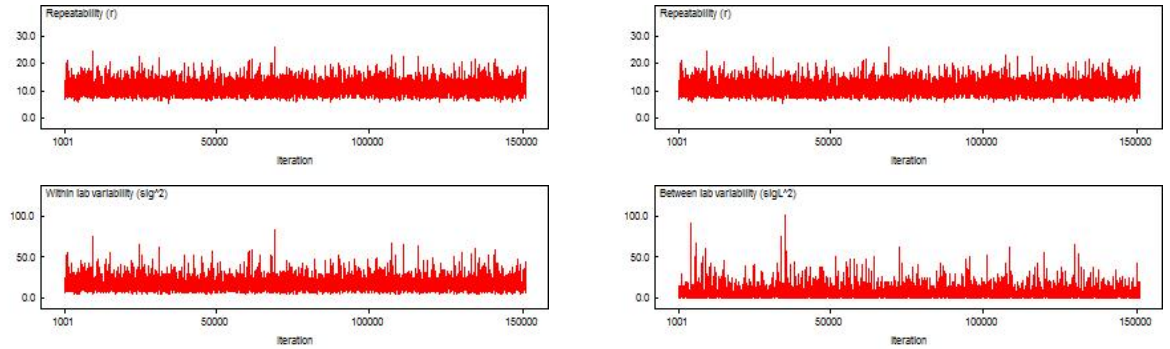 Repeatability (r)
30.0
20.0
10.0
0.0
1001 50000 100000 150000
Iteration
Repeatability (r)
30.0
20.0
10.0
0.0
1001 50000 100000 150000
Iteration
Within lab variability (sig^2)
100.0
50.0
0.0
1001 50000 100000 150000
Iteration
Between lab variability (sigL^2)
100.0
50.0
0.0
1001 50000 100000 150000
Iteration